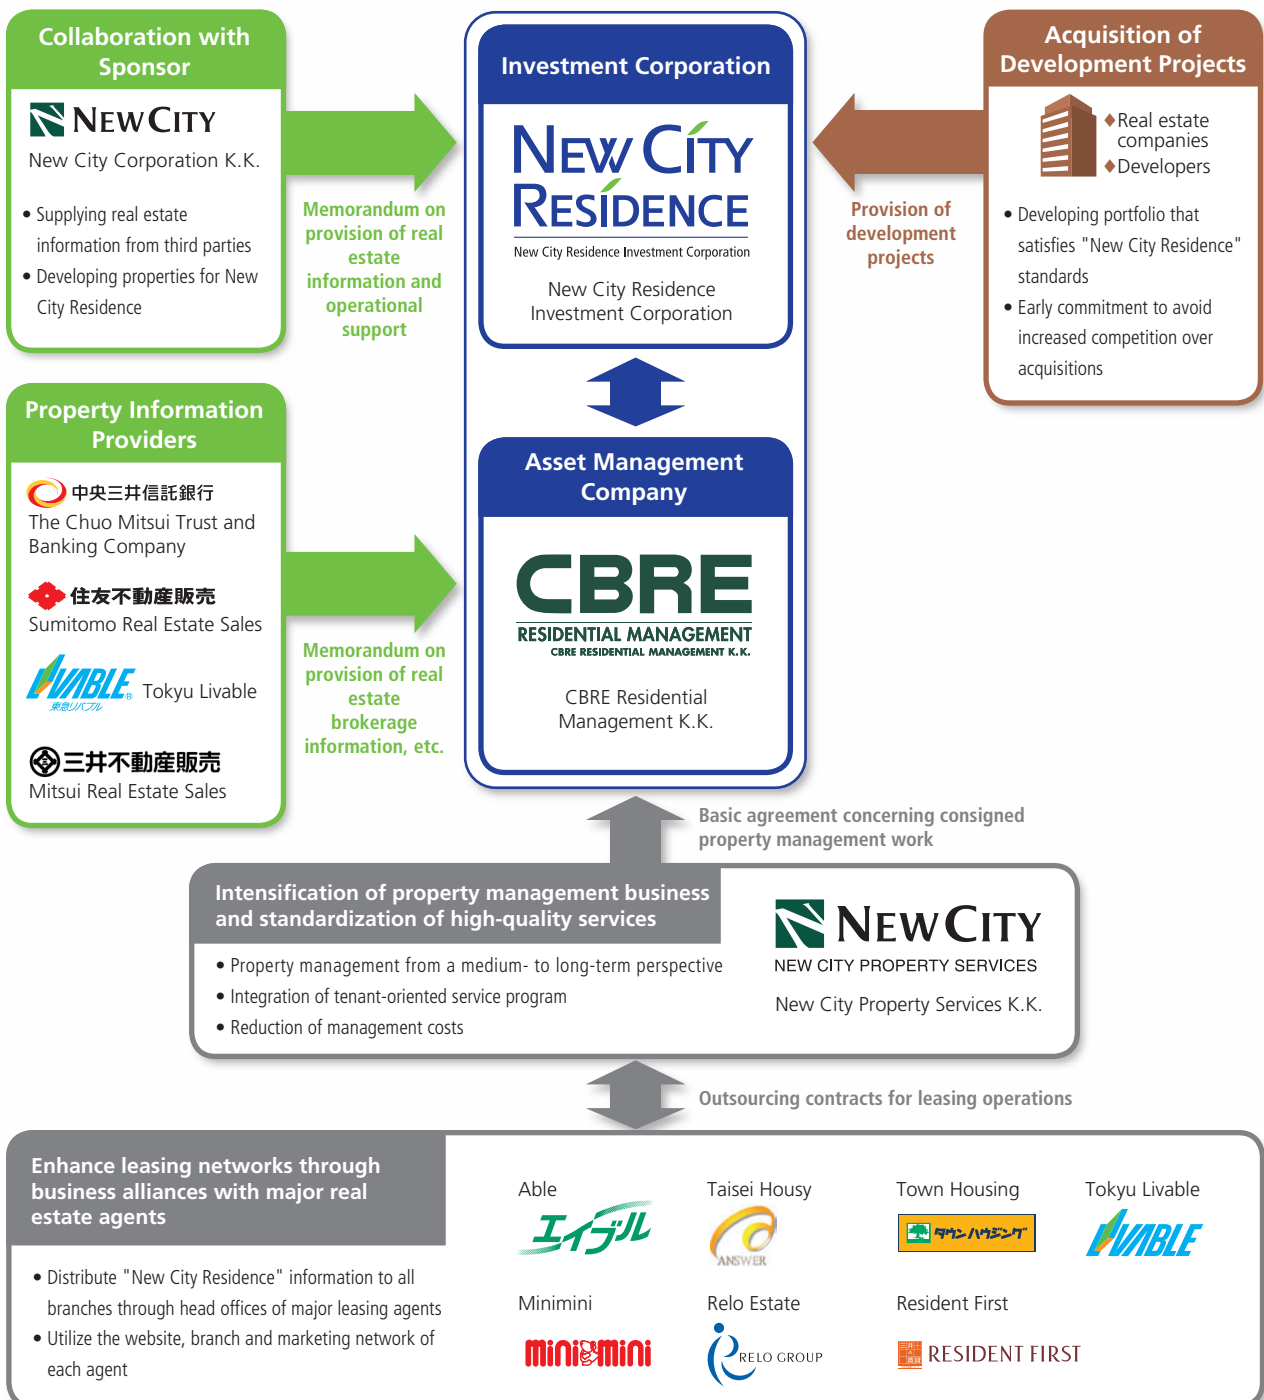 Collaboration with
Sponsor
NEW CITY
New City Corporation K.K.
• Supplying real estate
information from third parties
• Developing properties for New
City Residence
Memorandum on
provision of real
estate
information and
operational
support
Investment Corporation
NEW CITY
RESIDENCE
New City Residence Investment Corporation
New City Residence
Investment Corporation
Acquisition of
Development Projects
♦Real estate
companies
♦Developers
• Developing portfolio that
satisfies "New City Residence"
standards
• Early commitment to avoid
increased competition over
acquisitions
Provision of
development
projects
Property Information
Providers
中央三井信託銀行
The Chuo Mitsui Trust and
Banking Company
住友不動産販売
Sumitomo Real Estate Sales
LIVABLE®
東急リバブル
Tokyu Livable
三井不動産販売
Mitsui Real Estate Sales
Memorandum on
provision of real
estate
brokerage
information, etc.
Asset Management
Company
CBRE
RESIDENTIAL MANAGEMENT
CBRE RESIDENTIAL MANAGEMENT K.K.
CBRE Residential
Management K.K.
Basic agreement concerning consigned
property management work
Intensification of property management business
and standardization of high-quality services
• Property management from a medium- to long-term perspective
• Integration of tenant-oriented service program
• Reduction of management costs
NEW CITY
NEW CITY PROPERTY SERVICES
New City Property Services K.K.
Outsourcing contracts for leasing operations
Enhance leasing networks through
business alliances with major real
estate agents
• Distribute "New City Residence" information to all
branches through head offices of major leasing agents
• Utilize the website, branch and marketing network of
each agent
Able
エイブル
Taisei Housy
ANSWER
Town Housing
タウンハウジング
Tokyu Livable
LIVABLE
Minimini
minimini
Relo Estate
RELO GROUP
Resident First
三井の賃貸
RESIDENT FIRST